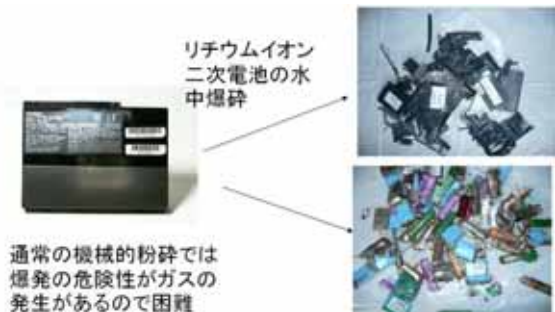 リチウムイオン
二次電池の水
中爆砕
通常の機械的粉砕では
爆発の危険性がガスの
発生があるので困難